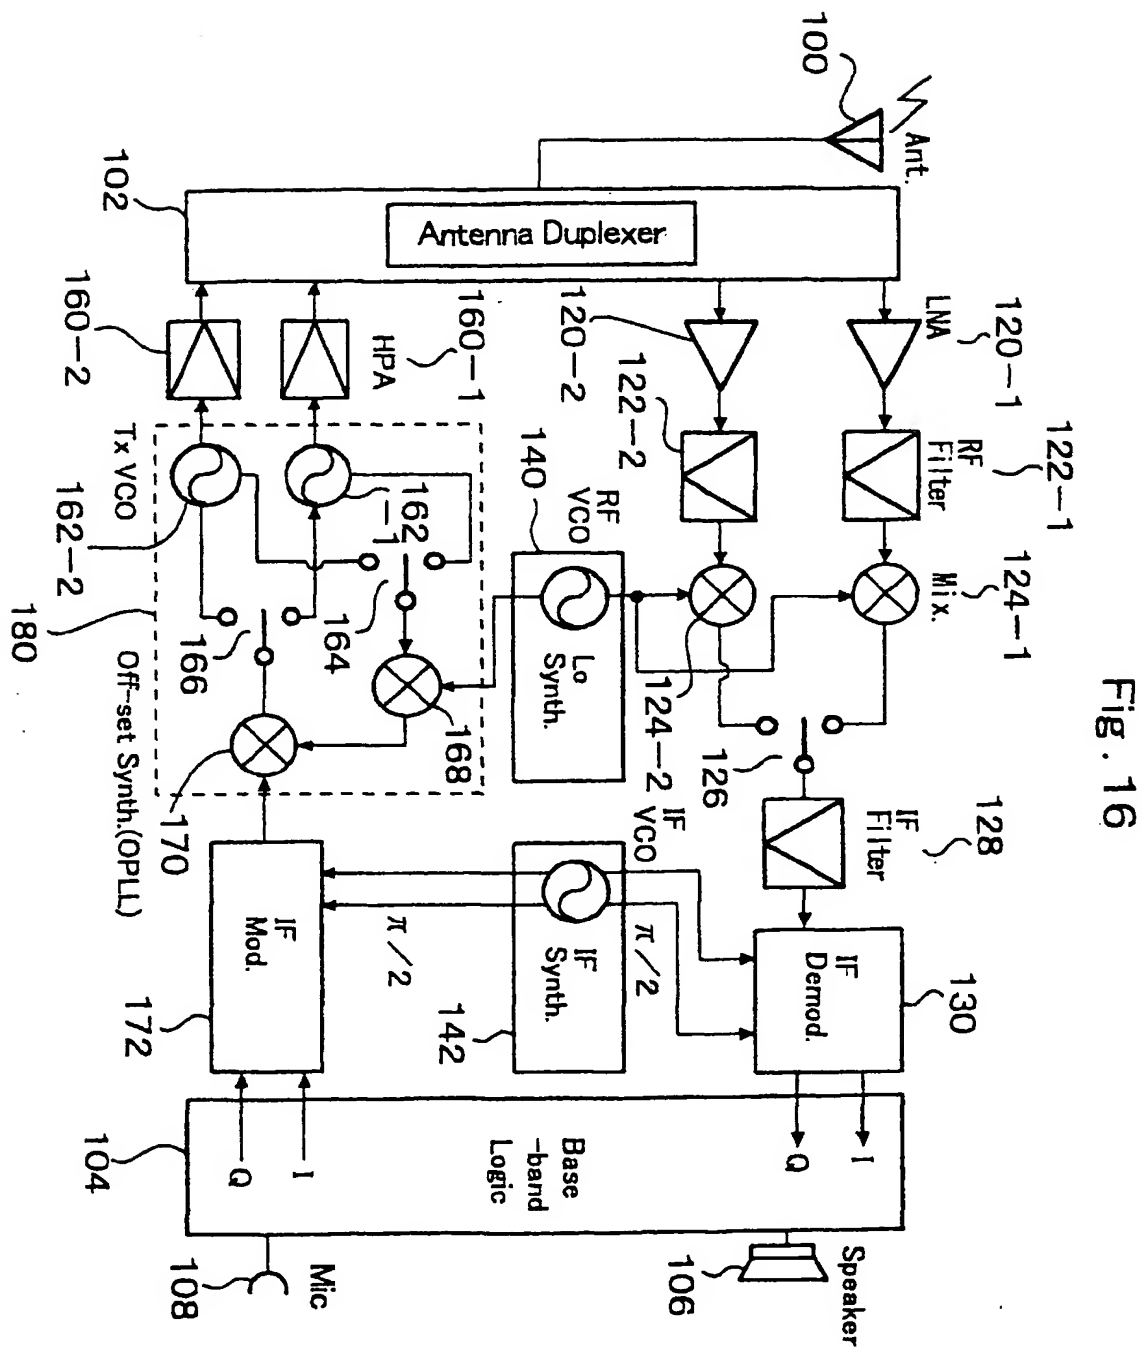 Fig. 16
100
Ant.
102
Antenna Duplexer
LNA
120-1
120-2
RF
Filter
122-1
122-2
Mix.
124-1
124-2
126
IF
Filter
128
IF
Demod.
130
I
Q
RF
VCO
140
Lo
Synth.
IF
VCO
π/2
IF
Synth.
142
π/2
HPA
160-1
160-2
Tx VCO
162
-1
162-2
164
166
168
170
180
Off-set Synth.(OPLL)
IF
Mod.
172
I
Q
Base
-band
Logic
104
Speaker
106
Mic
108